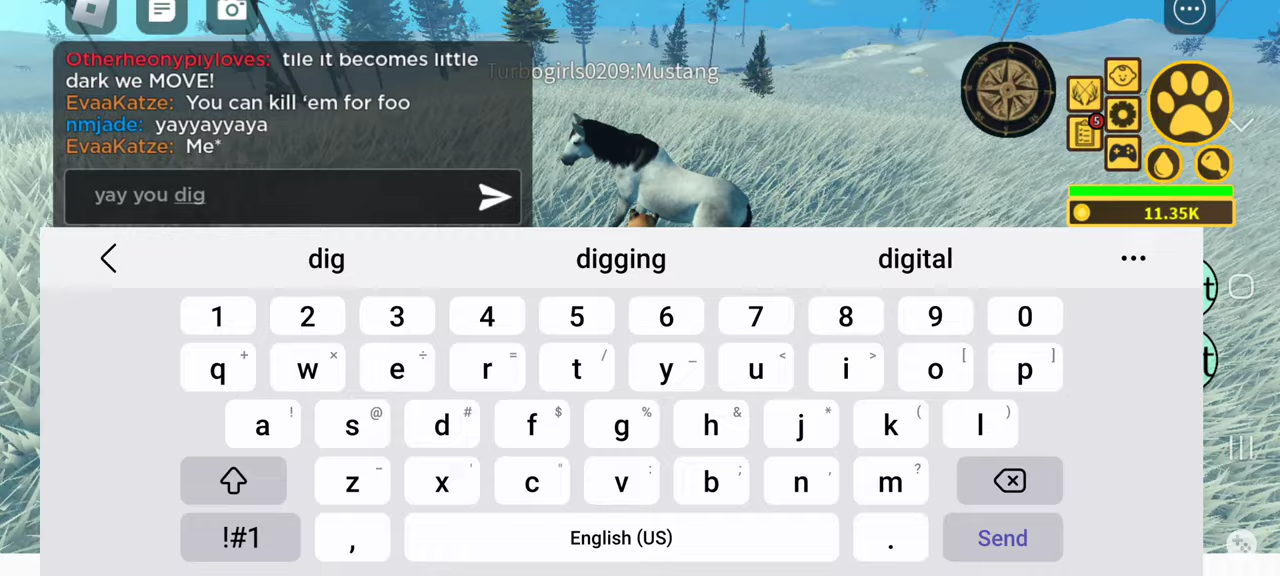 Otherheonypiyloves: tile it becomes little
dark we MOVE!
EvaaKatze: You can kill 'em for foo
nmjade: yayyayyaya
EvaaKatze: Me*
Turbogirls0209:Mustang
yay you dig
5
11.35K
dig digging digital
1 2 3 4 5 6 7 8 9 0
q + w × e ÷ r = t / y _ u < i > o [ p ]
a ! s @ d # f $ g % h & j * k ( l )
z - x ' c " v : b ; n , m ?
!#1 , English (US) . Send
t
t